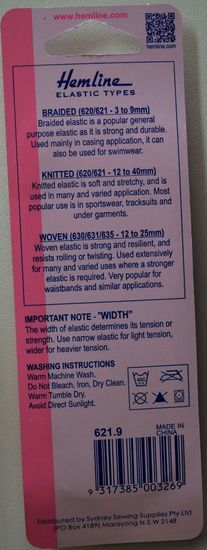 hemline.com
Hemline
ELASTIC TYPES
BRAIDED (620/621 - 3 to 9mm)
Braided elastic is a popular general
purpose elastic as it is strong and durable.
Used mainly in casing application, it can
also be used for swimwear.
KNITTED (620/621 - 12 to 40mm)
Knitted elastic is soft and stretchy, and is
used in many and varied applications. Most
popular use is in sportswear, tracksuits and
under garments.
WOVEN (630/631/635 - 12 to 25mm)
Woven elastic is strong and resilient, and
resists rolling or twisting. Used extensively
for many and varied uses where a stronger
elastic is required. Very popular for
waistbands and similar applications.
IMPORTANT NOTE - "WIDTH"
The width of elastic determines its tension or
strength. Use narrow elastic for light tension,
wider for heavier tension.
WASHING INSTRUCTIONS
Warm Machine Wash.
Do Not Bleach, Iron, Dry Clean.
Warm Tumble Dry.
Avoid Direct Sunlight.
621.9
MADE IN
CHINA
9 317385 003269
Distributed by Sydney Sewing Supplies Pty Ltd
(PO Box 4189) Marayong N.S.W 2148